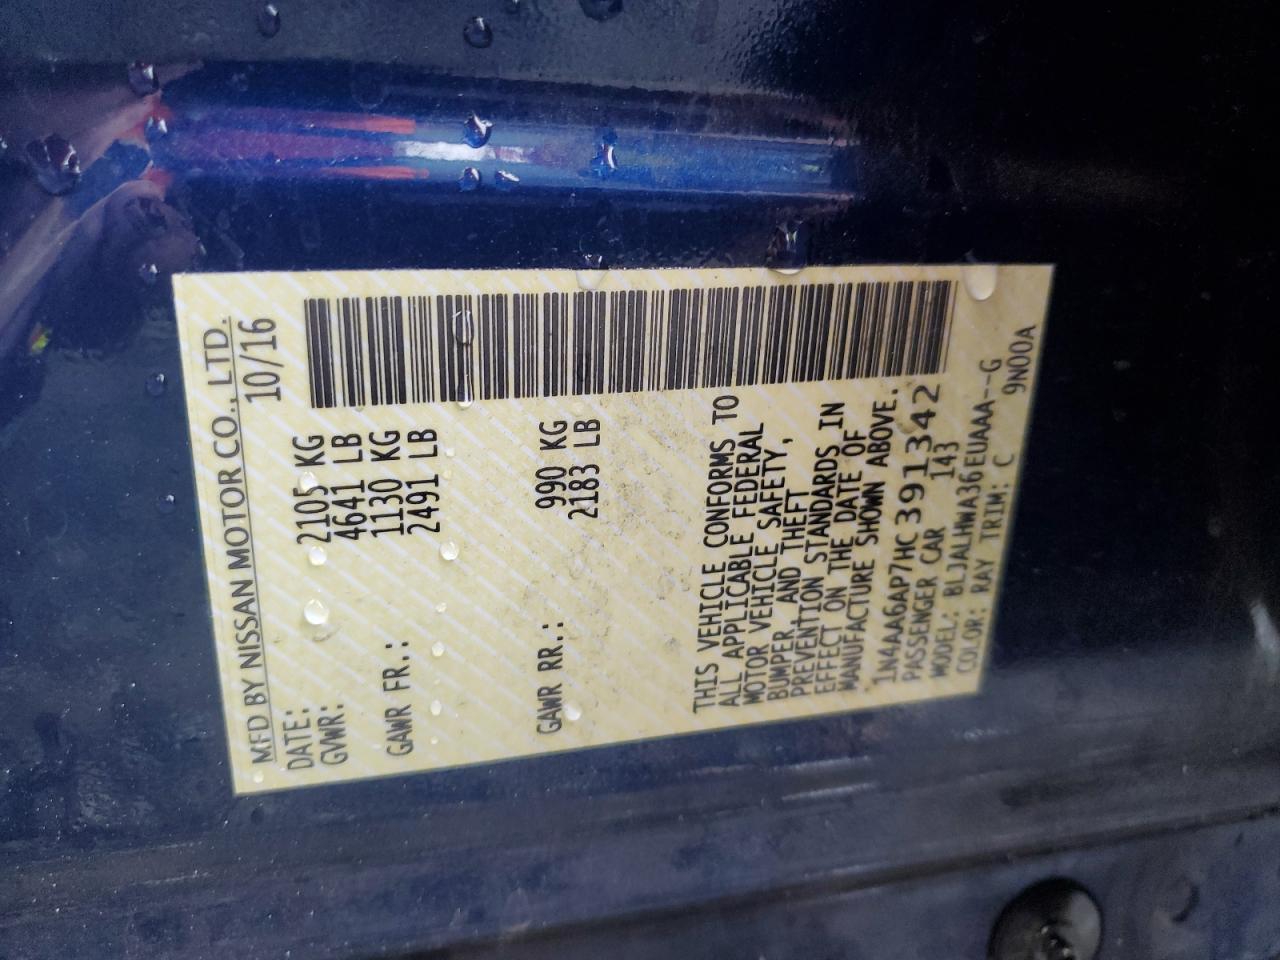 MFD BY NISSAN MOTOR CO., LTD.
DATE: 10/16
GVWR: 2105 KG
4641 LB
GAWR FR.: 1130 KG
2491 LB
GAWR RR.: 990 KG
2183 LB
THIS VEHICLE CONFORMS TO
ALL APPLICABLE FEDERAL
MOTOR VEHICLE SAFETY,
BUMPER, AND THEFT
PREVENTION STANDARDS IN
EFFECT ON THE DATE OF
MANUFACTURE SHOWN ABOVE.
1N4AA6AP7HC391342
PASSENGER CAR 143
MODEL: BLJALHWA36EUAAA--G
COLOR: RAY TRIM: C 9N00A